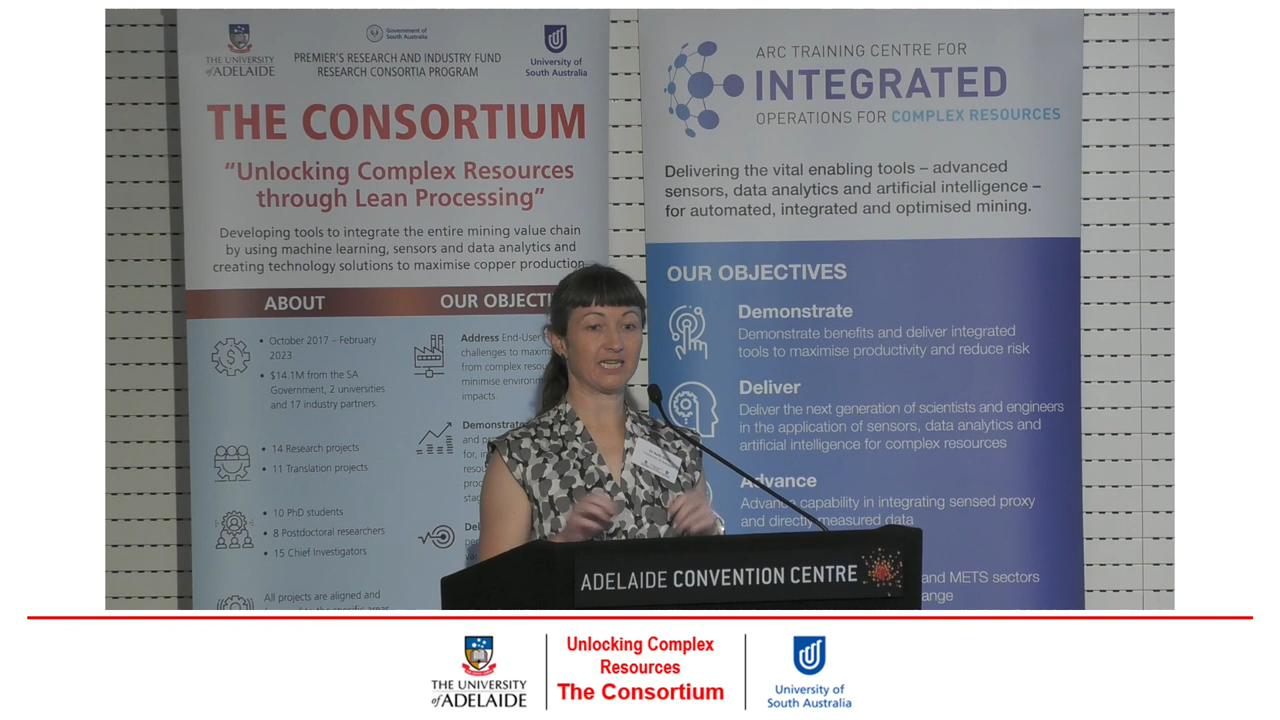 THE UNIVERSITY
of ADELAIDE
Government of
South Australia
PREMIER'S RESEARCH AND INDUSTRY FUND
RESEARCH CONSORTIA PROGRAM
University of
South Australia
THE CONSORTIUM
"Unlocking Complex Resources
through Lean Processing"
Developing tools to integrate the entire mining value chain
by using machine learning, sensors and data analytics and
creating technology solutions to maximise copper production
ABOUT
• October 2017 – February
2023
• $14.1M from the SA
Government, 2 universities
and 17 industry partners.
• 14 Research projects
• 11 Translation projects
• 10 PhD students
• 8 Postdoctoral researchers
• 15 Chief Investigators
All projects are aligned and
OUR OBJECTI
Address End-User
challenges to maxim
from complex resou
minimise environm
impacts.
Demonstrate
and pr
for, in
resou
proc
stag
Del
ARC TRAINING CENTRE FOR
INTEGRATED
OPERATIONS FOR COMPLEX RESOURCES
Delivering the vital enabling tools – advanced
sensors, data analytics and artificial intelligence –
for automated, integrated and optimised mining.
OUR OBJECTIVES
Demonstrate
Demonstrate benefits and deliver integrated
tools to maximise productivity and reduce risk
Deliver
Deliver the next generation of scientists and engineers
in the application of sensors, data analytics and
artificial intelligence for complex resources
Advance
Advance capability in integrating sensed proxy
and directly measured data
and METS sectors
ange
ADELAIDE CONVENTION CENTRE
THE UNIVERSITY
of ADELAIDE
Unlocking Complex
Resources
The Consortium
University of
South Australia